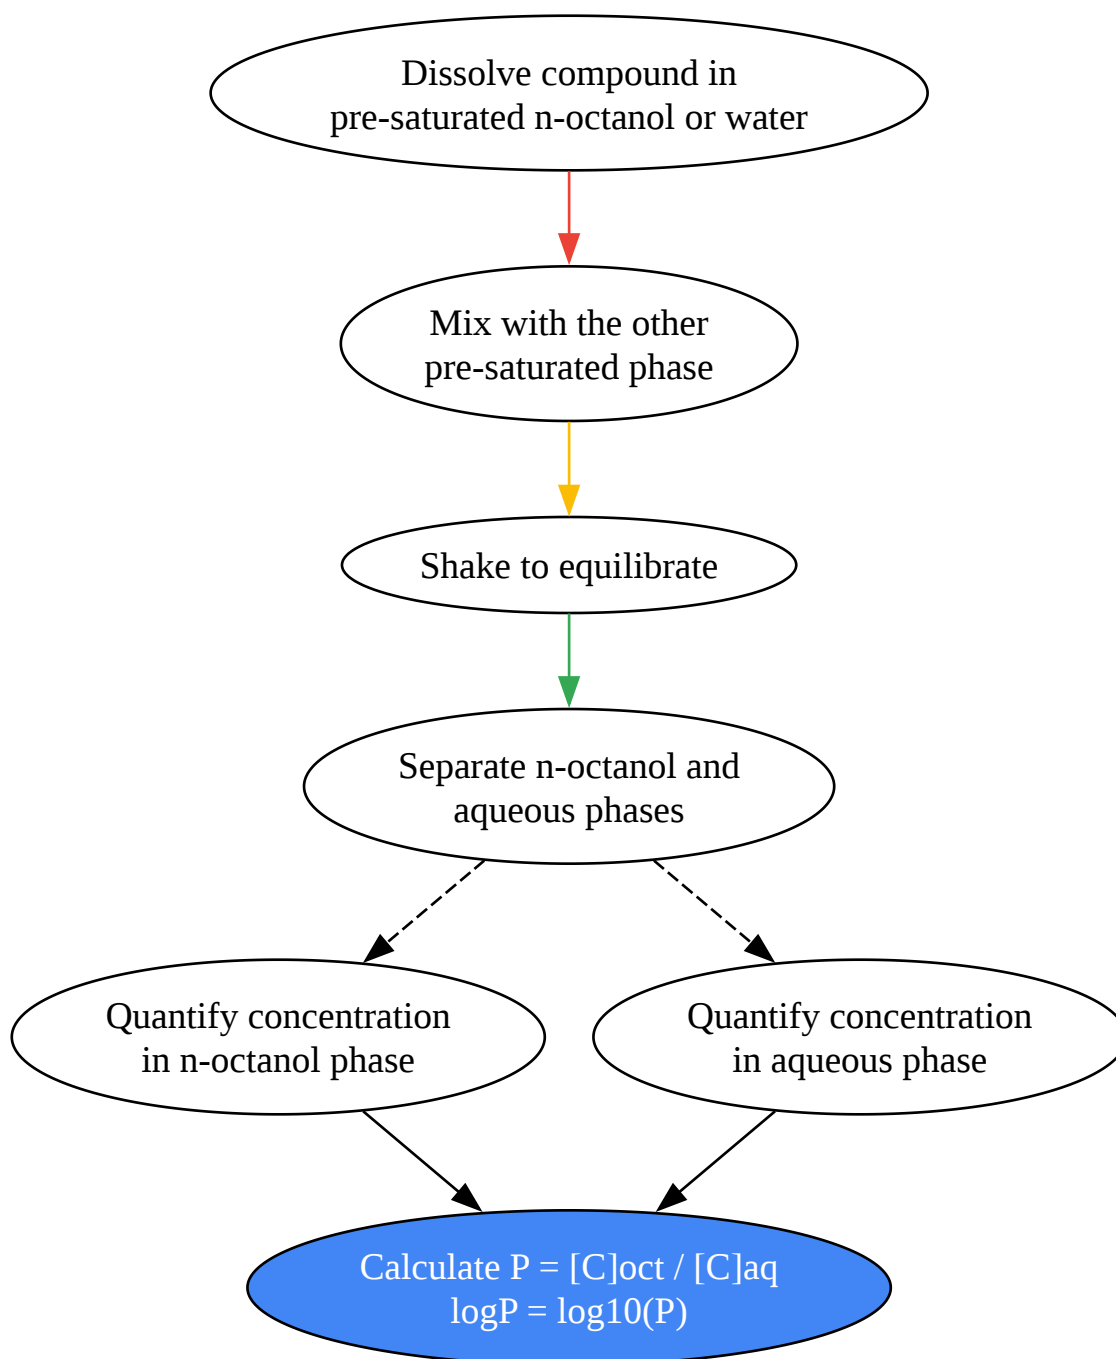 Dissolve compound in
pre-saturated n-octanol or water
Mix with the other
pre-saturated phase
Shake to equilibrate
Separate n-octanol and
aqueous phases
Quantify concentration
in n-octanol phase
Quantify concentration
in aqueous phase
Calculate P = [C]oct / [C]aq
logP = log10(P)